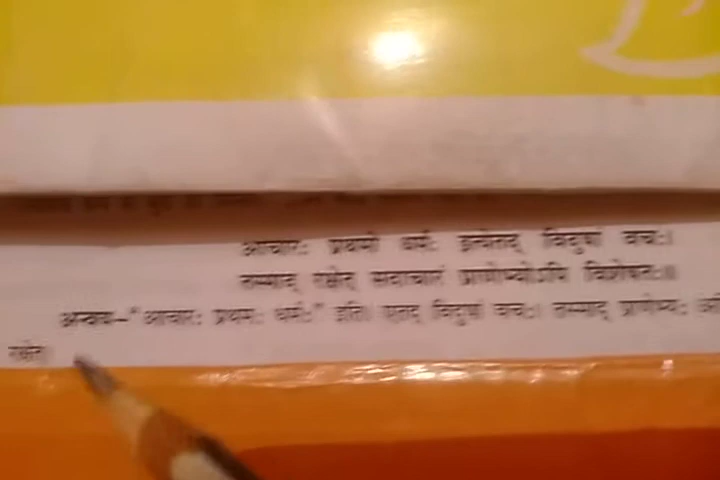 आचारः प्रथमो धर्मः इत्येतद् विदुषां वचः।
तस्माद् रक्षेत् सदाचारं प्राणेभ्योऽपि विशेषतः॥
अन्वय–"आचारः प्रथमः धर्मः" इति। एतद् विदुषां वचः। तस्माद् प्राणेभ्यः
रक्षेत।